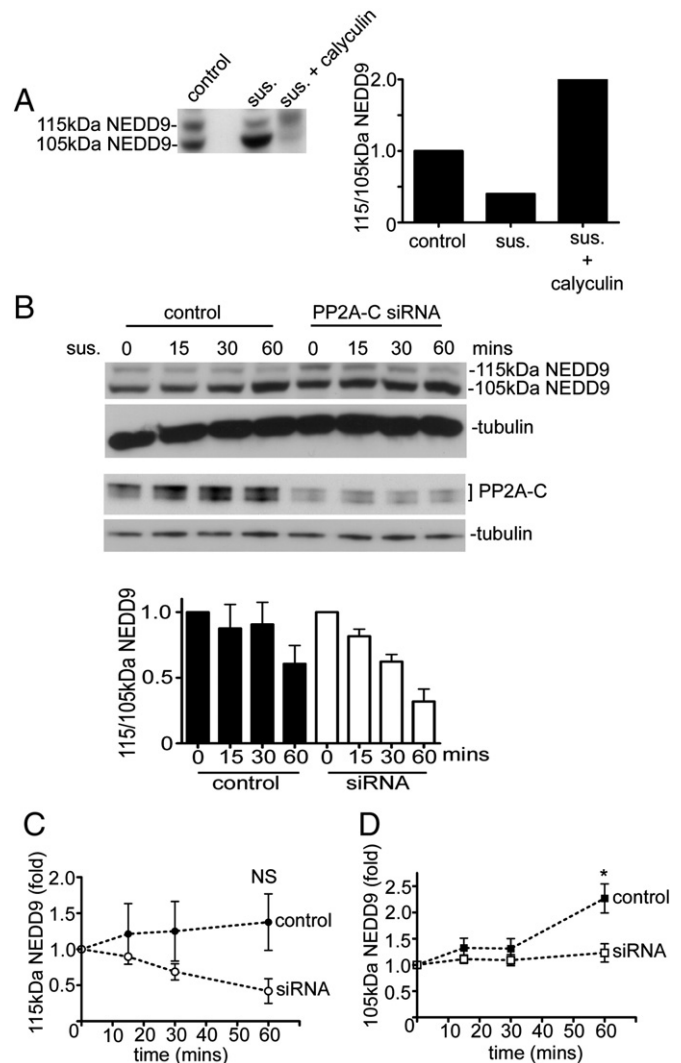 A
control
sus.
sus. + calyculin
115kDa NEDD9-
105kDa NEDD9-
115/105kDa NEDD9
2.0
1.0
0
control
sus.
sus.
+
calyculin
B
control
PP2A-C siRNA
sus. 0 15 30 60 0 15 30 60 mins
-115kDa NEDD9
-105kDa NEDD9
-tubulin
] PP2A-C
-tubulin
115/105kDa NEDD9
1.0
0.5
0
0 15 30 60 0 15 30 60 mins
control siRNA
C
115kDa NEDD9 (fold)
2.0
1.5
1.0
0.5
NS
control
siRNA
0 10 20 30 40 50 60
time (mins)
D
105kDa NEDD9 (fold)
2.5
2.0
1.5
1.0
0.5
*
control
siRNA
0 10 20 30 40 50 60
time (mins)